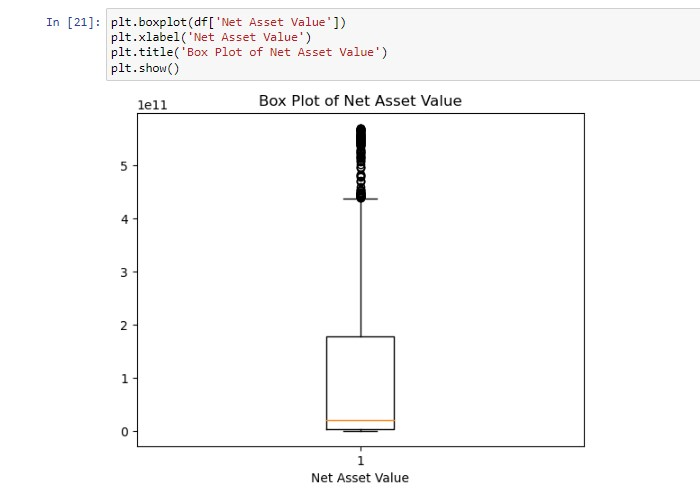 In [21]: plt.boxplot(df['Net Asset Value'])
plt.xlabel('Net Asset Value')
plt.title('Box Plot of Net Asset Value')
plt.show()
Box Plot of Net Asset Value
1e11
5
4
3
2
1
0
1
Net Asset Value